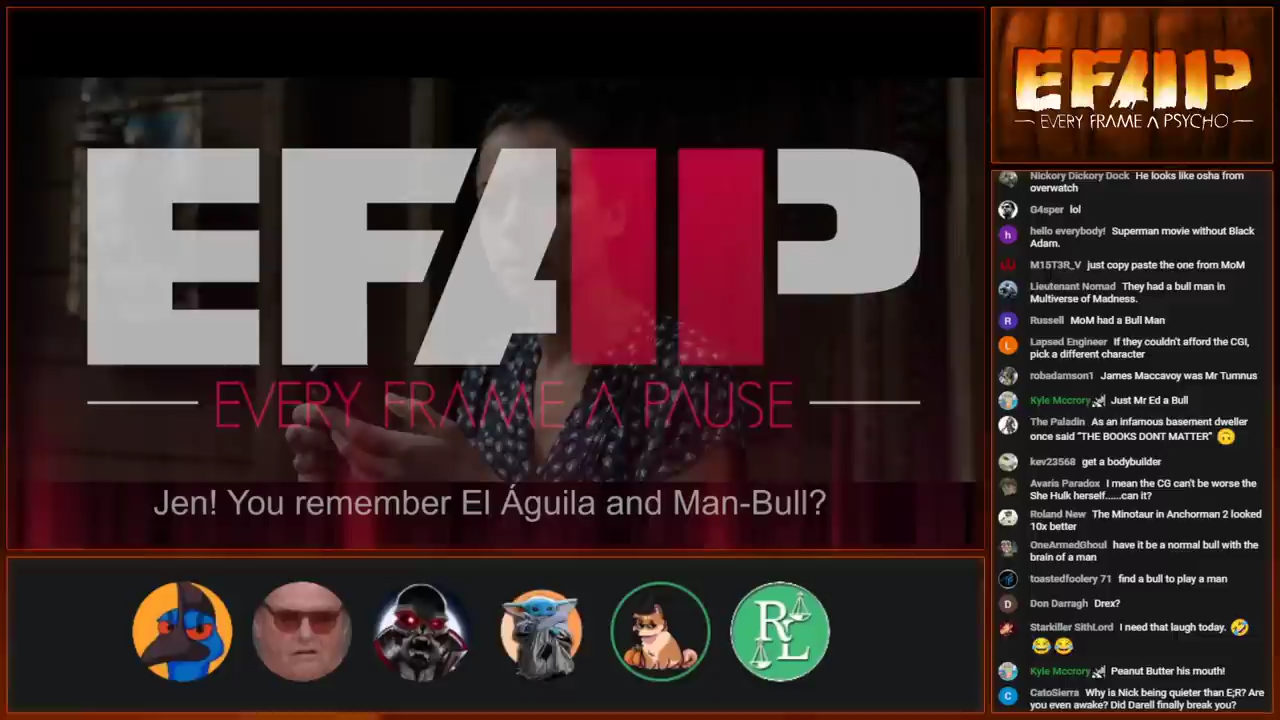 EFAIIP
EVERY FRAME A PAUSE
Jen! You remember El Águila and Man-Bull?
RL
EFAIIP
EVERY FRAME A PSYCHO
Nickory Dickory Dock He looks like osha from
overwatch
G4sper lol
h
hello everybody! Superman movie without Black
Adam.
M15T3R_V just copy paste the one from MoM
Lieutenant Nomad They had a bull man in
Multiverse of Madness.
R
Russell MoM had a Bull Man
L
Lapsed Engineer If they couldn't afford the CGI,
pick a different character
robadamson1 James Maccavoy was Mr Tumnus
Kyle Mccrory Just Mr Ed a Bull
The Paladin As an infamous basement dweller
once said "THE BOOKS DONT MATTER" 🙃
kev23568 get a bodybuilder
Avaris Paradox I mean the CG can't be worse the
She Hulk herself......can it?
Roland New The Minotaur in Anchorman 2 looked
10x better
OneArmedGhoul have it be a normal bull with the
brain of a man
toastedfoolery 71 find a bull to play a man
D
Don Darragh Drex?
Starkiller SithLord I need that laugh today. 🤣
😂 😂
Kyle Mccrory Peanut Butter his mouth!
C
CatoSierra Why is Nick being quieter than E;R? Are
you even awake? Did Darell finally break you?